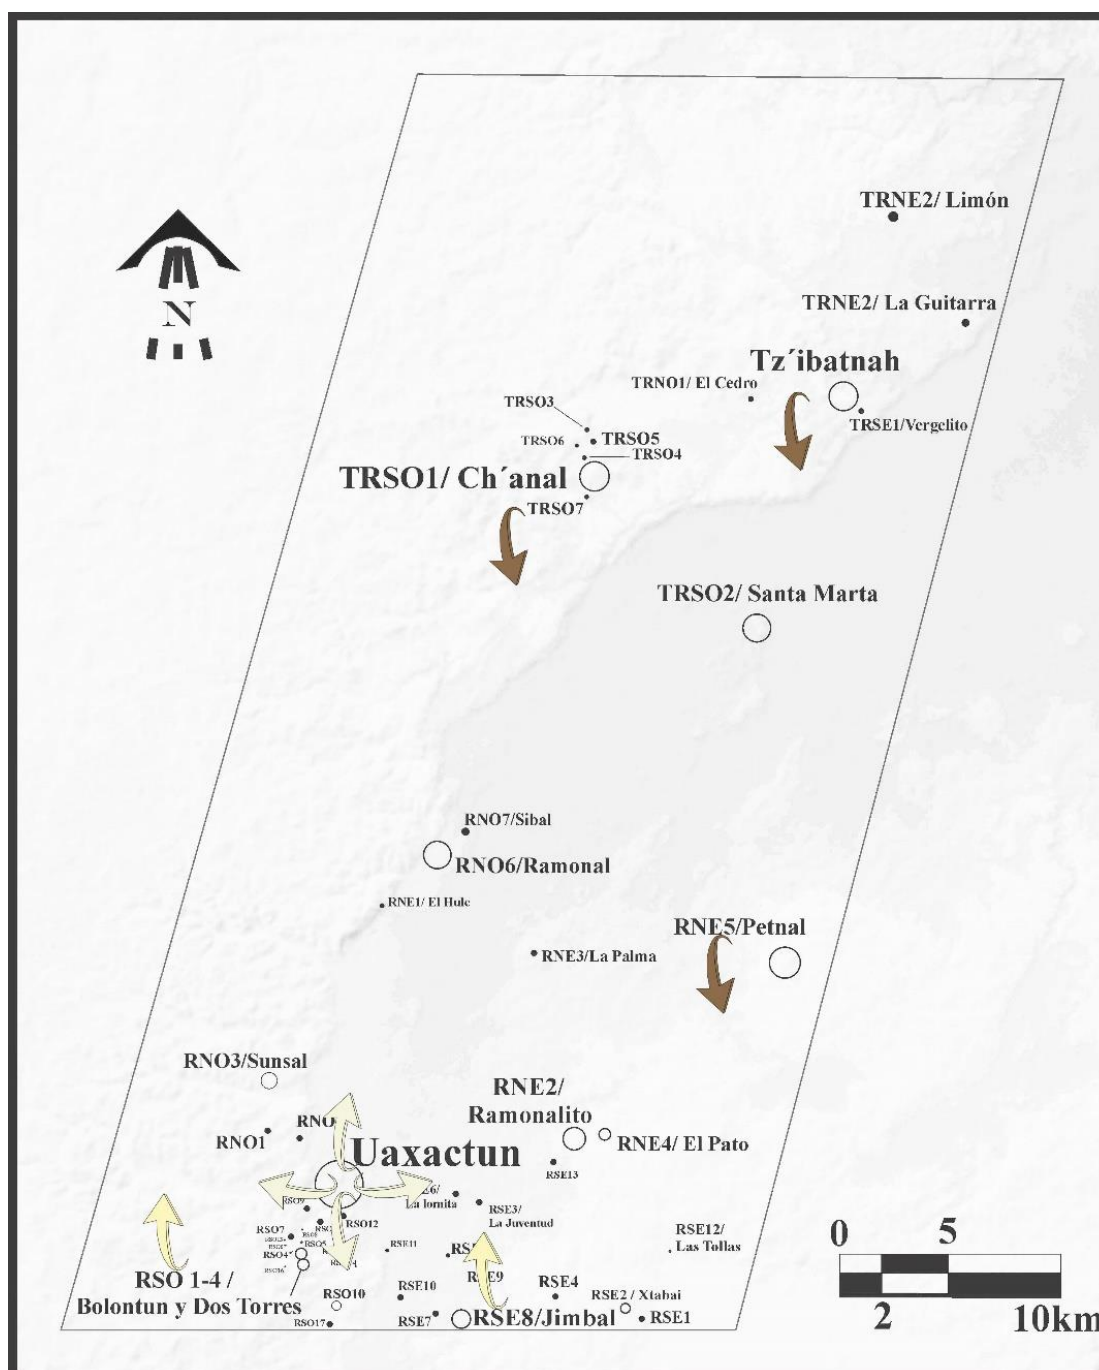 TRNE2/ Limón
N
TRNE2/ La Guitarra
Tz´ibatnah
TRNO1/ El Cedro
TRSO3
TRSE1/Vergelito
TRSO6
TRSO5
TRSO4
TRSO1/ Ch´anal
TRSO7
TRSO2/ Santa Marta
RNO7/Sibal
RNO6/Ramonal
RNE1/ El Hule
RNE5/Petnal
RNE3/La Palma
RNO3/Sunsal
RNE2/
Ramonalito
RNO1
RNO
RNE4/ El Pato
Uaxactun
RSE13
La lomita
RSE3/
La Juventud
RSO9
RSO12
RSO7
RSO5
RSO4
RSE11
RSE12/
Las Tollas
0
5
RSO 1-4 /
Bolontun y Dos Torres
RSO10
RSE10
RSE4
RSE2 / Xtabai
RSO17
RSE7
RSE8/Jimbal
RSE1
2
10km